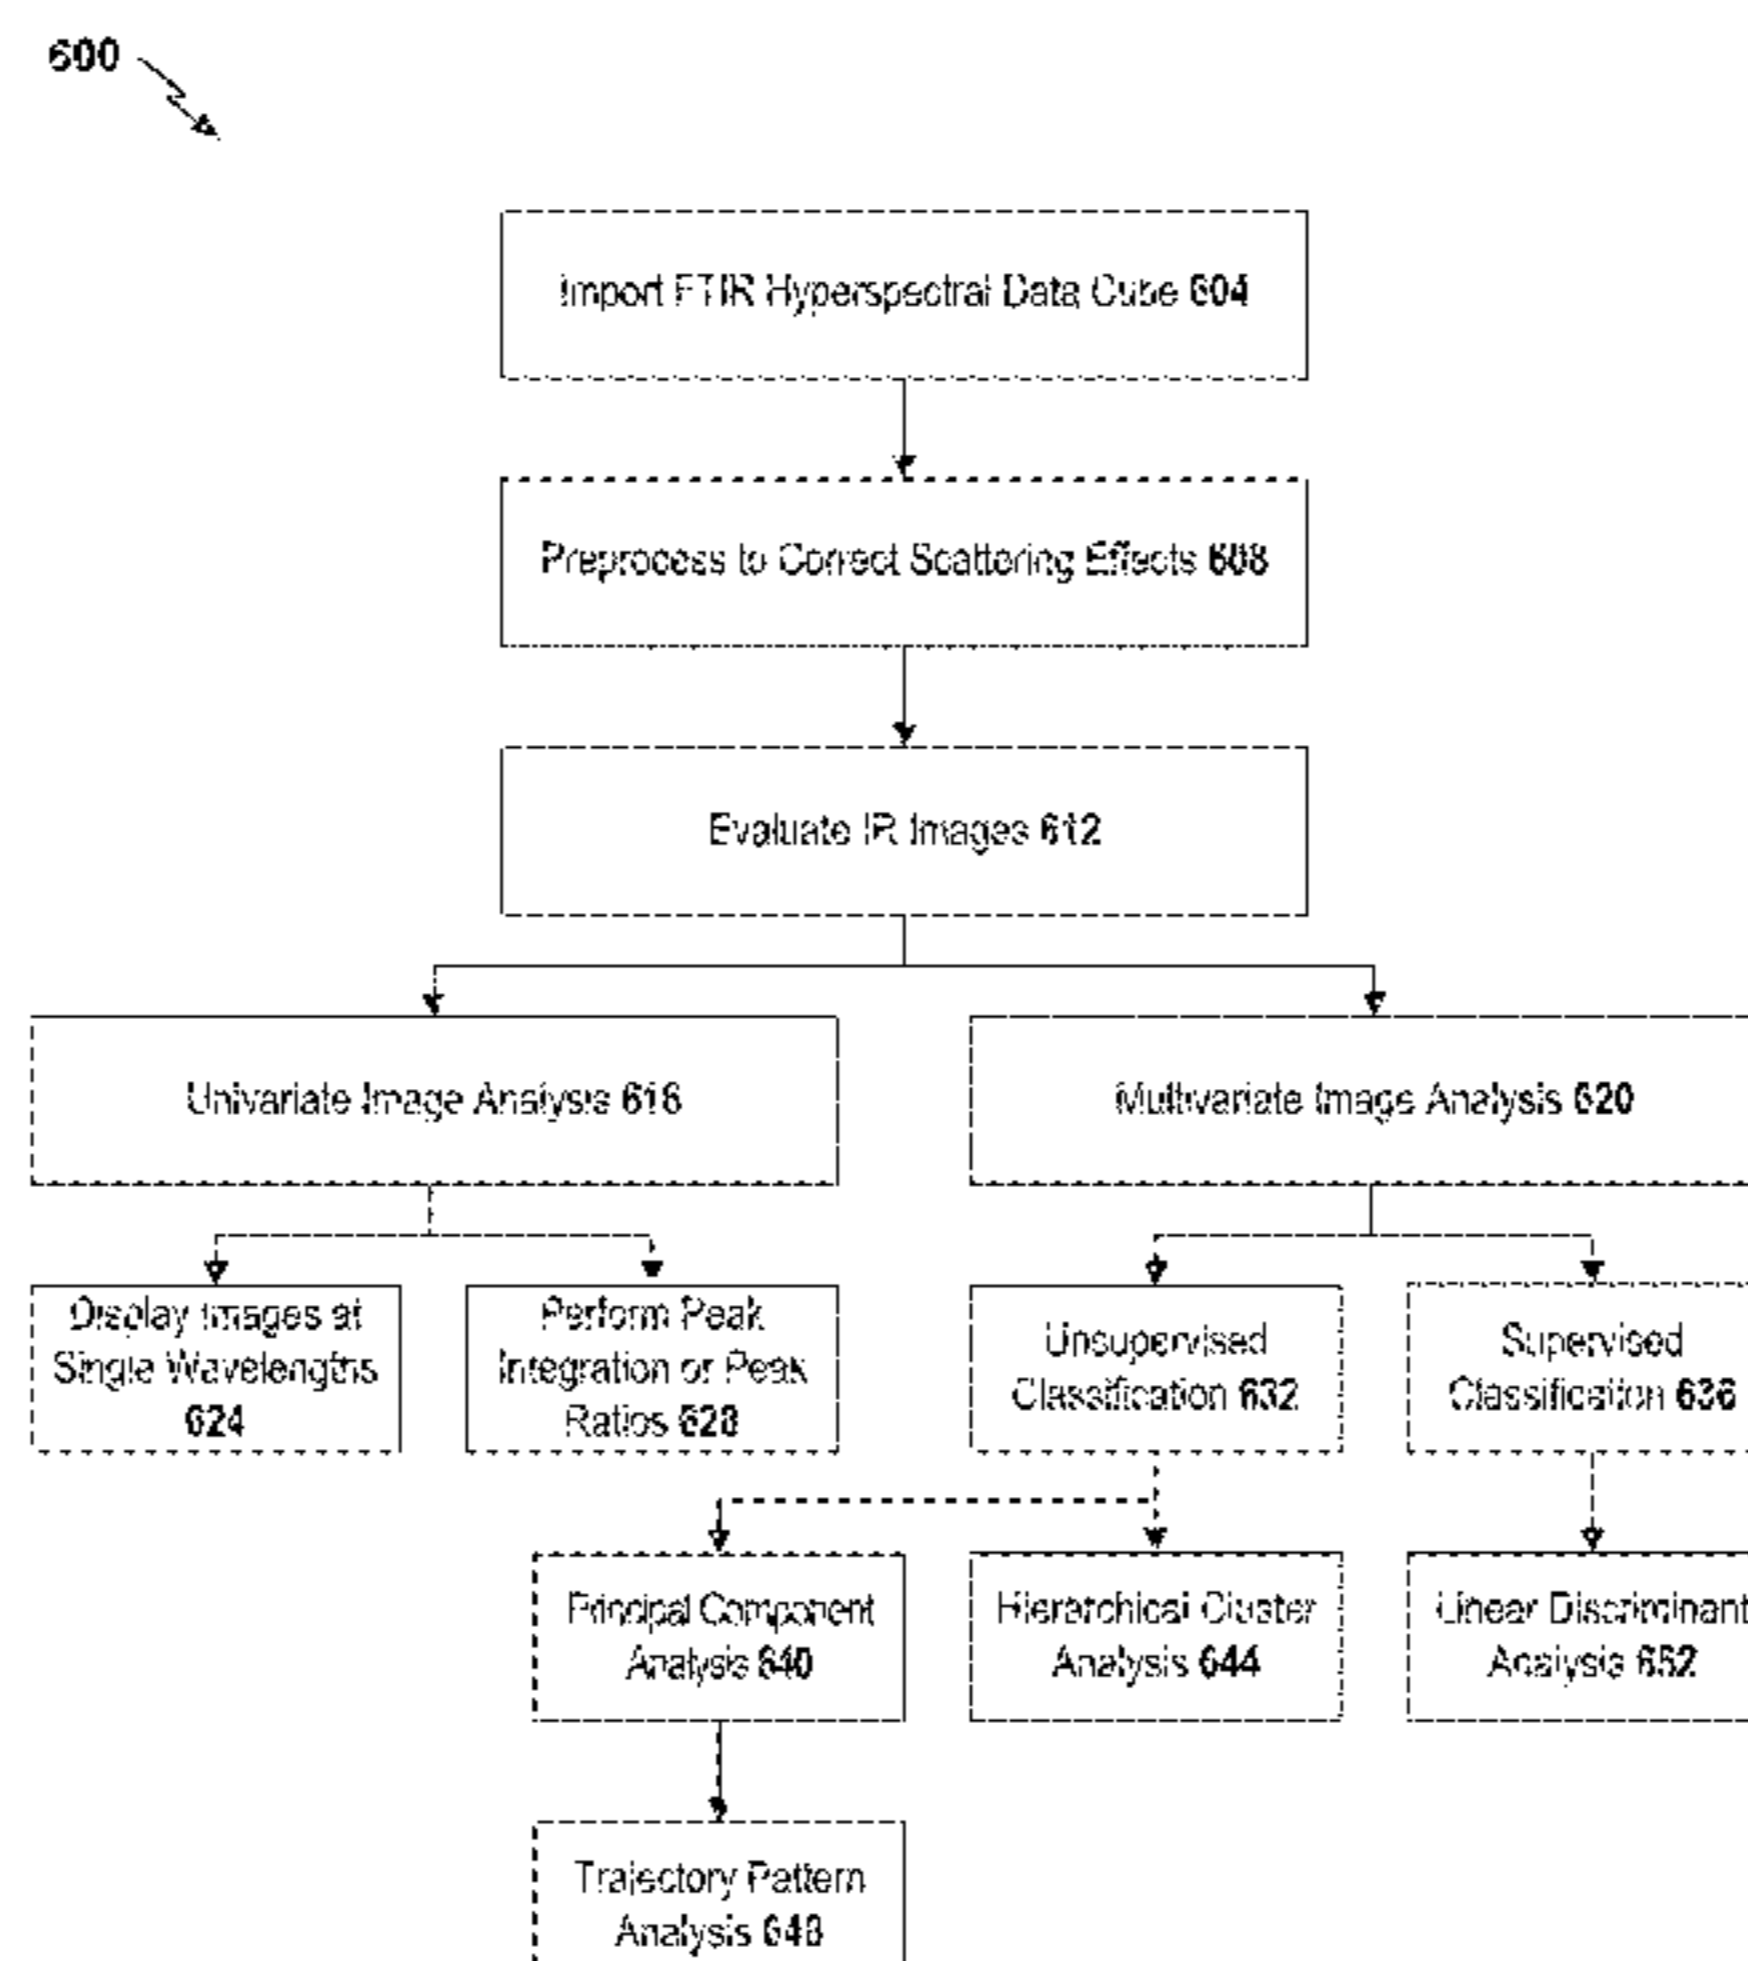 600
Import FTIR Hyperspectral Data Cube 604
Preprocess to Correct Scattering Effects 608
Evaluate IR Images 612
Univariate Image Analysis 616
Multivariate Image Analysis 620
Display Images at
Single Wavelengths
624
Perform Peak
Integration or Peak
Ratios 628
Unsupervised
Classification 632
Supervised
Classification 636
Principal Component
Analysis 640
Hierarchical Cluster
Analysis 644
Linear Discriminant
Analysis 652
Trajectory Pattern
Analysis 648